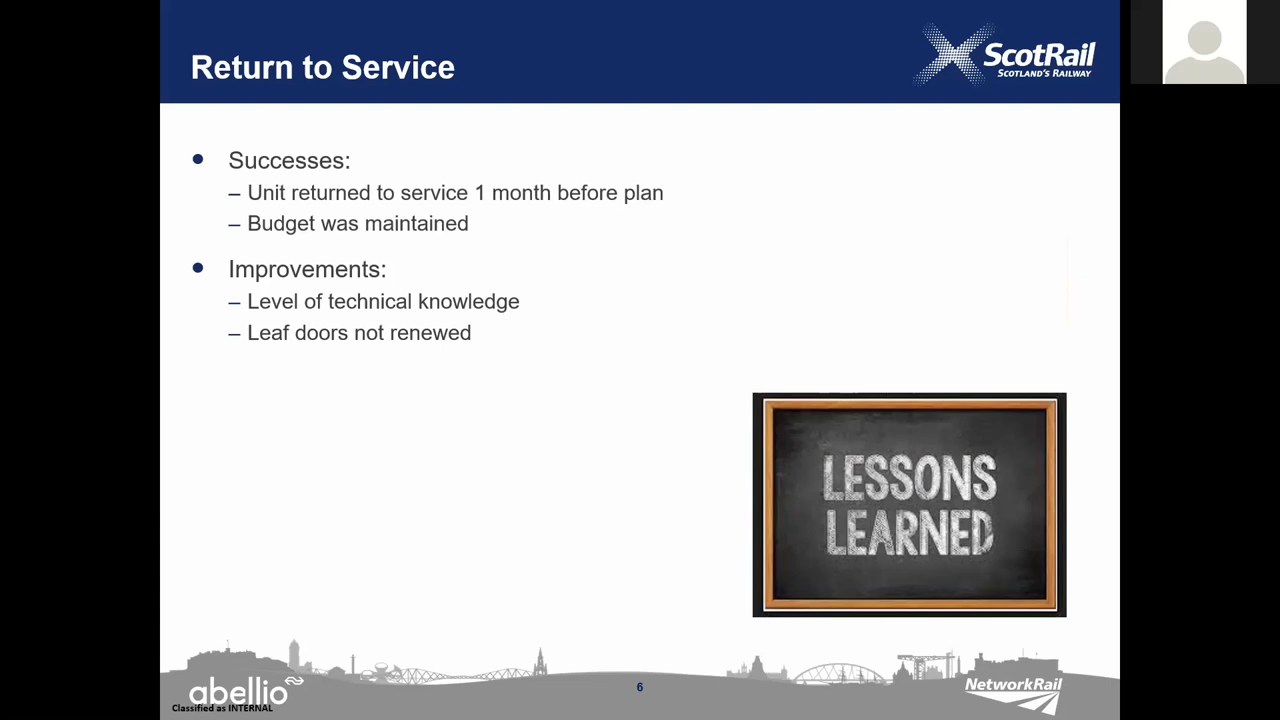 Return to Service
ScotRail
SCOTLAND'S RAILWAY
● Successes:
– Unit returned to service 1 month before plan
– Budget was maintained
● Improvements:
– Level of technical knowledge
– Leaf doors not renewed
LESSONS
LEARNED
abellio
Classified as INTERNAL
6
NetworkRail